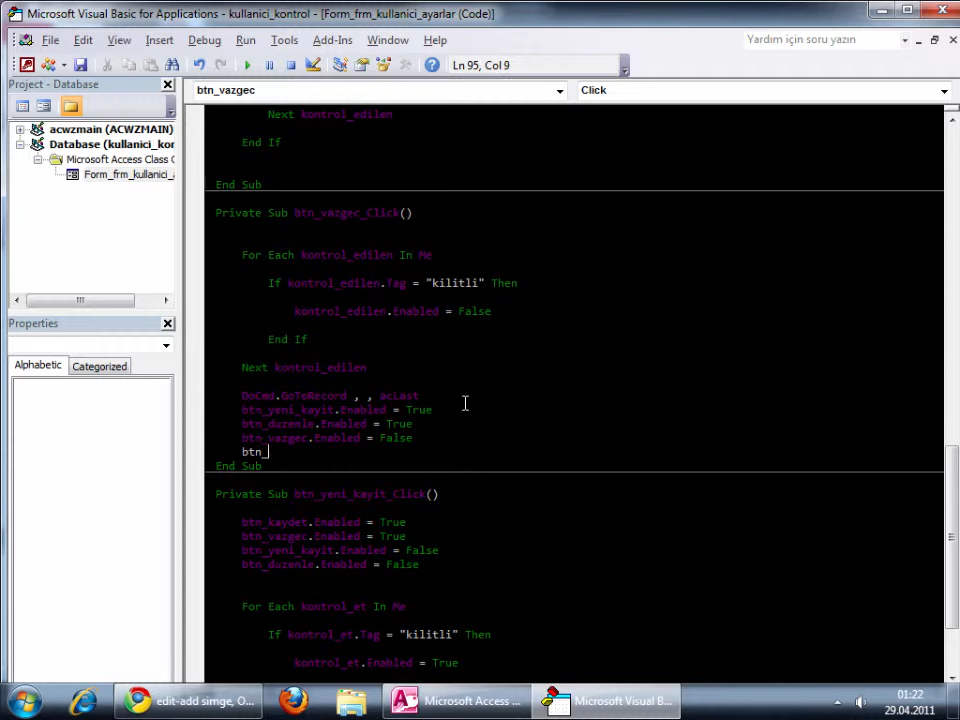 Microsoft Visual Basic for Applications - kullanici_kontrol - [Form_frm_kullanici_ayarlar (Code)]
File Edit View Insert Debug Run Tools Add-Ins Window Help
Yardım için soru yazın
Ln 95, Col 9
Project - Database
btn_vazgec
Click
acwzmain (ACWZMAIN)
Database (kullanici_kor
Microsoft Access Class O
Form_frm_kullanici_a
Properties
Alphabetic Categorized
Next kontrol_edilen
End If
End Sub
Private Sub btn_vazgec_Click()
For Each kontrol_edilen In Me
If kontrol_edilen.Tag = "kilitli" Then
kontrol_edilen.Enabled = False
End If
Next kontrol_edilen
DoCmd.GoToRecord , , acLast
btn_yeni_kayit.Enabled = True
btn_duzenle.Enabled = True
btn_vazgec.Enabled = False
btn_
End Sub
Private Sub btn_yeni_kayit_Click()
btn_kaydet.Enabled = True
btn_vazgec.Enabled = True
btn_yeni_kayit.Enabled = False
btn_duzenle.Enabled = False
For Each kontrol_et In Me
If kontrol_et.Tag = "kilitli" Then
kontrol_et.Enabled = True
edit-add simge, O...
Microsoft Access ...
Microsoft Visual B...
01:22
29.04.2011